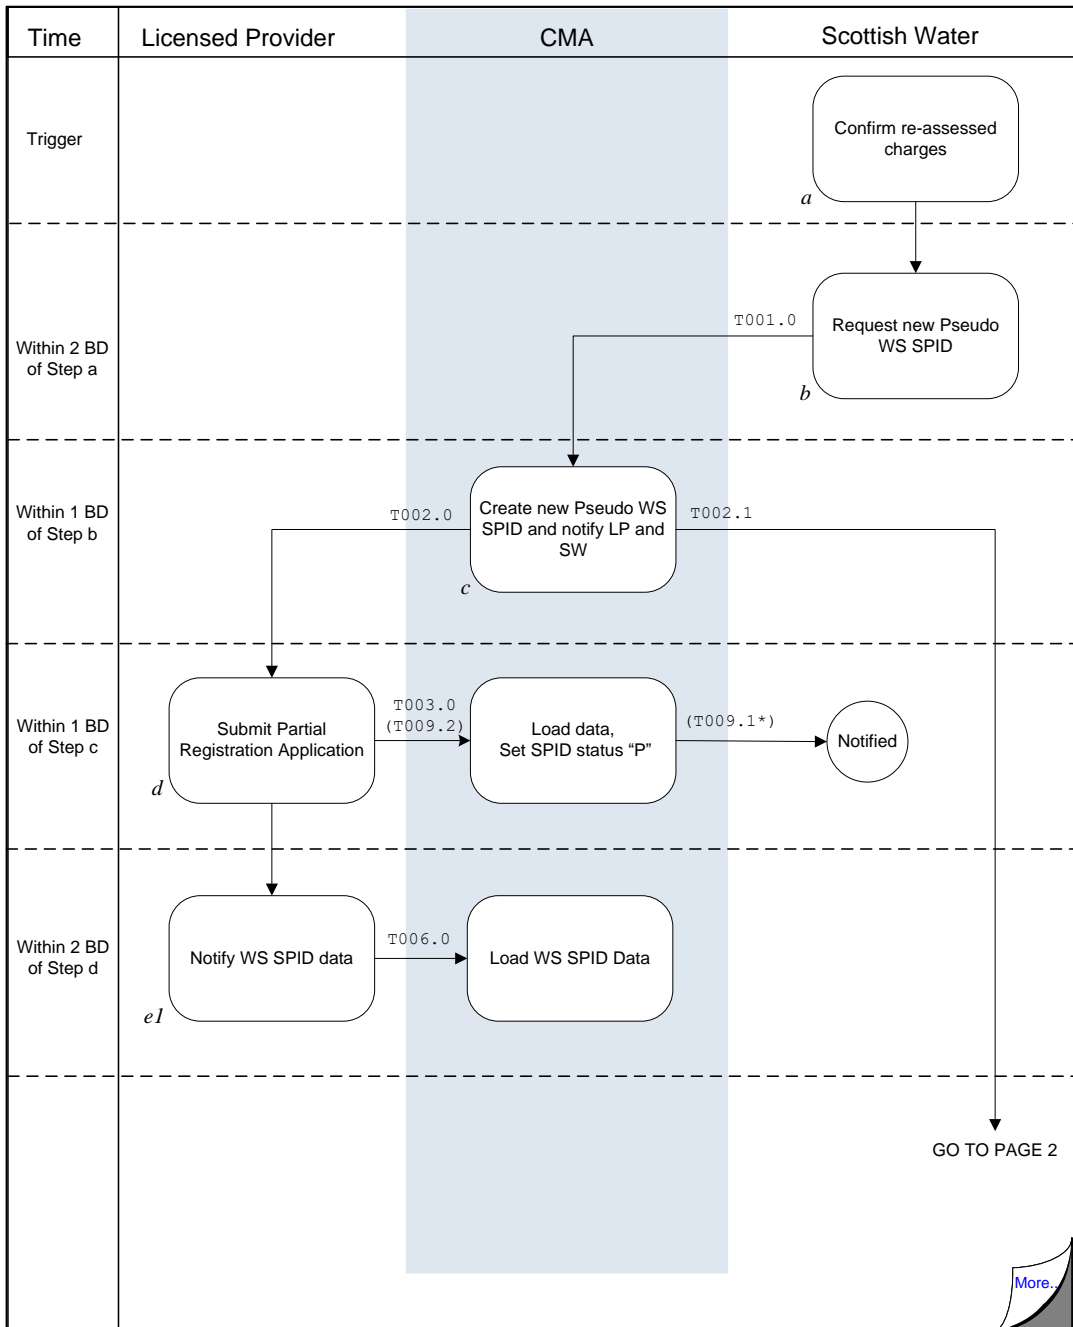 Time
Licensed Provider
CMA
Scottish Water
Trigger
Confirm re-assessed
charges
a
Within 2 BD
of Step a
T001.0
Request new Pseudo
WS SPID
b
Within 1 BD
of Step b
T002.0
Create new Pseudo WS
SPID and notify LP and
SW
T002.1
c
Within 1 BD
of Step c
Submit Partial
Registration Application
T003.0
(T009.2)
Load data,
Set SPID status “P”
(T009.1*)
Notified
d
Within 2 BD
of Step d
Notify WS SPID data
T006.0
Load WS SPID Data
e1
GO TO PAGE 2
More..